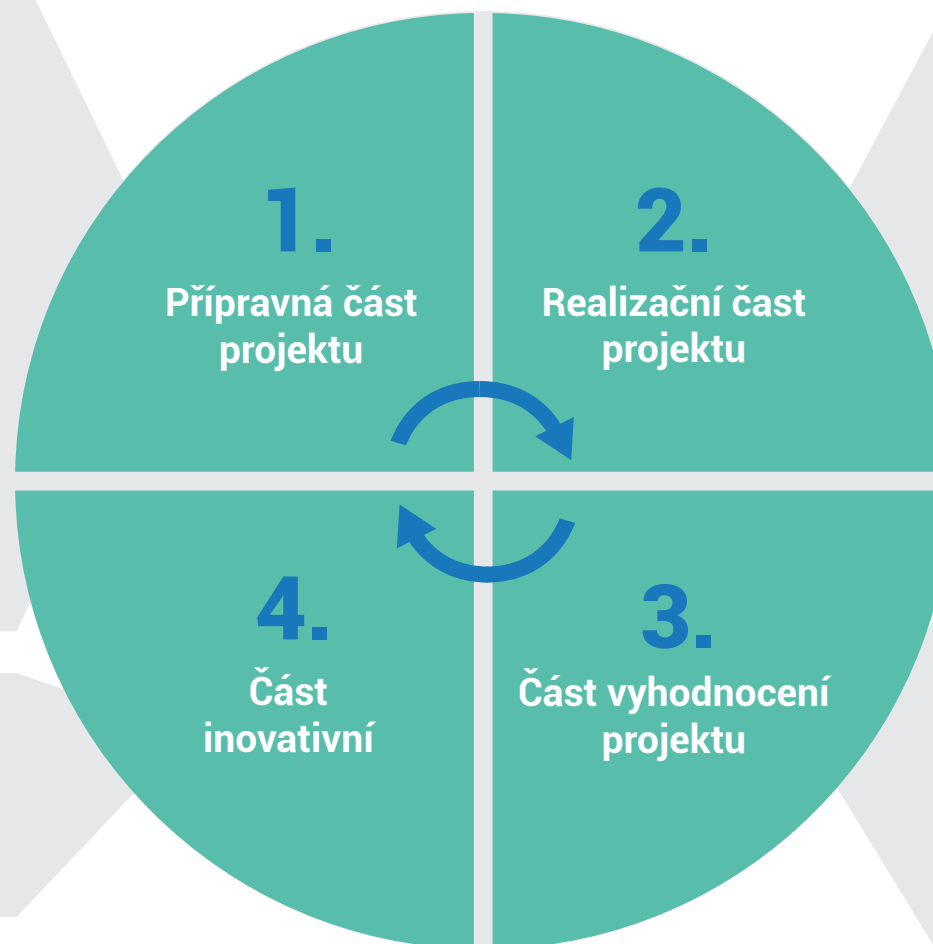 1.
Přípravná část
projektu
2.
Realizační čast
projektu
3.
Část vyhodnocení
projektu
4.
Část
inovativní